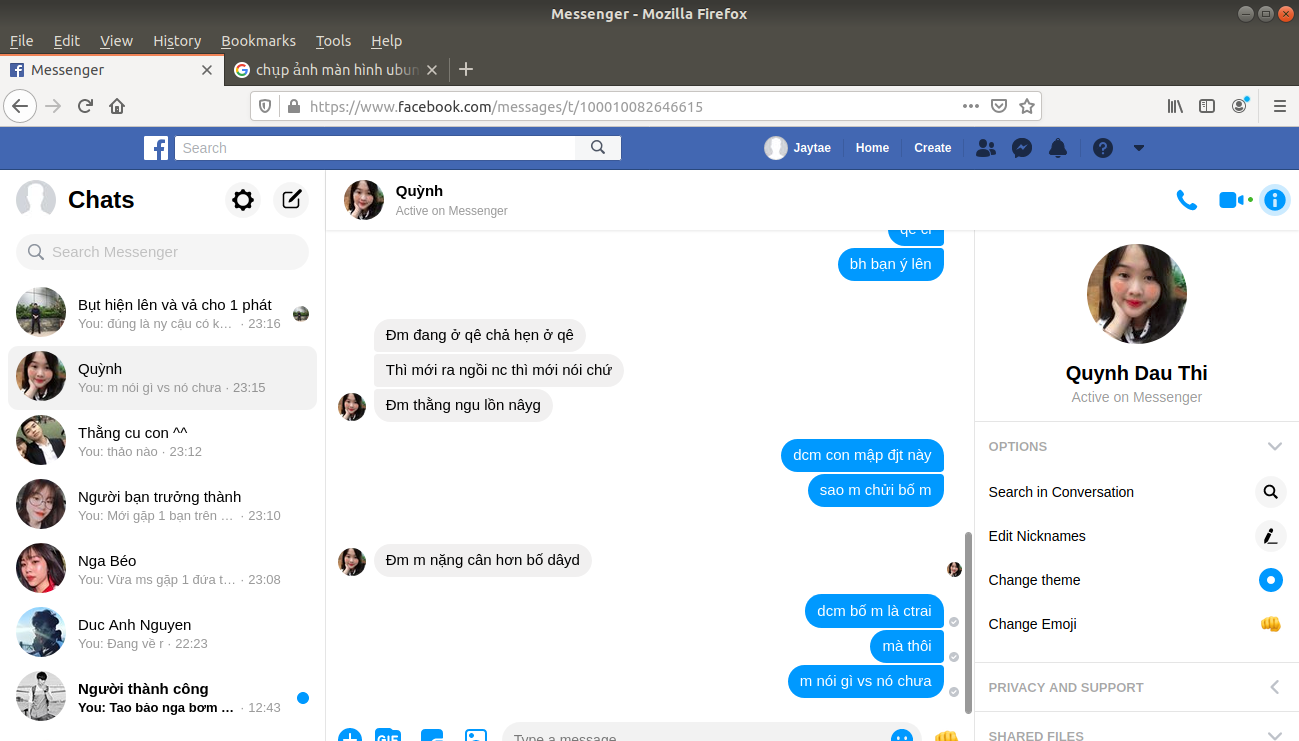 Messenger - Mozilla Firefox
File Edit View History Bookmarks Tools Help
Messenger
chụp ảnh màn hình ubun
https://www.facebook.com/messages/t/100010082646615
Search
Jaytae Home Create
Chats
Search Messenger
Bụt hiện lên và vả cho 1 phát
You: đúng là ny cậu có k… · 23:16
Quỳnh
You: m nói gì vs nó chưa · 23:15
Thằng cu con ^^
You: thảo nào · 23:12
Người bạn trưởng thành
You: Mới gặp 1 bạn trên … · 23:10
Nga Béo
You: Vừa ms gặp 1 đứa t… · 23:08
Duc Anh Nguyen
You: Đang về r · 22:23
Người thành công
You: Tao bảo nga bơm … · 12:43
Quỳnh
Active on Messenger
bh bạn ý lên
Đm đang ở qê chả hẹn ở qê
Thì mới ra ngồi nc thì mới nói chứ
Đm thằng ngu lồn nâyg
dcm con mập địt này
sao m chửi bố m
Đm m nặng cân hơn bố dâyd
dcm bố m là ctrai
mà thôi
m nói gì vs nó chưa
GIF
Type a message
Quynh Dau Thi
Active on Messenger
OPTIONS
Search in Conversation
Edit Nicknames
Change theme
Change Emoji
PRIVACY AND SUPPORT
SHARED FILES